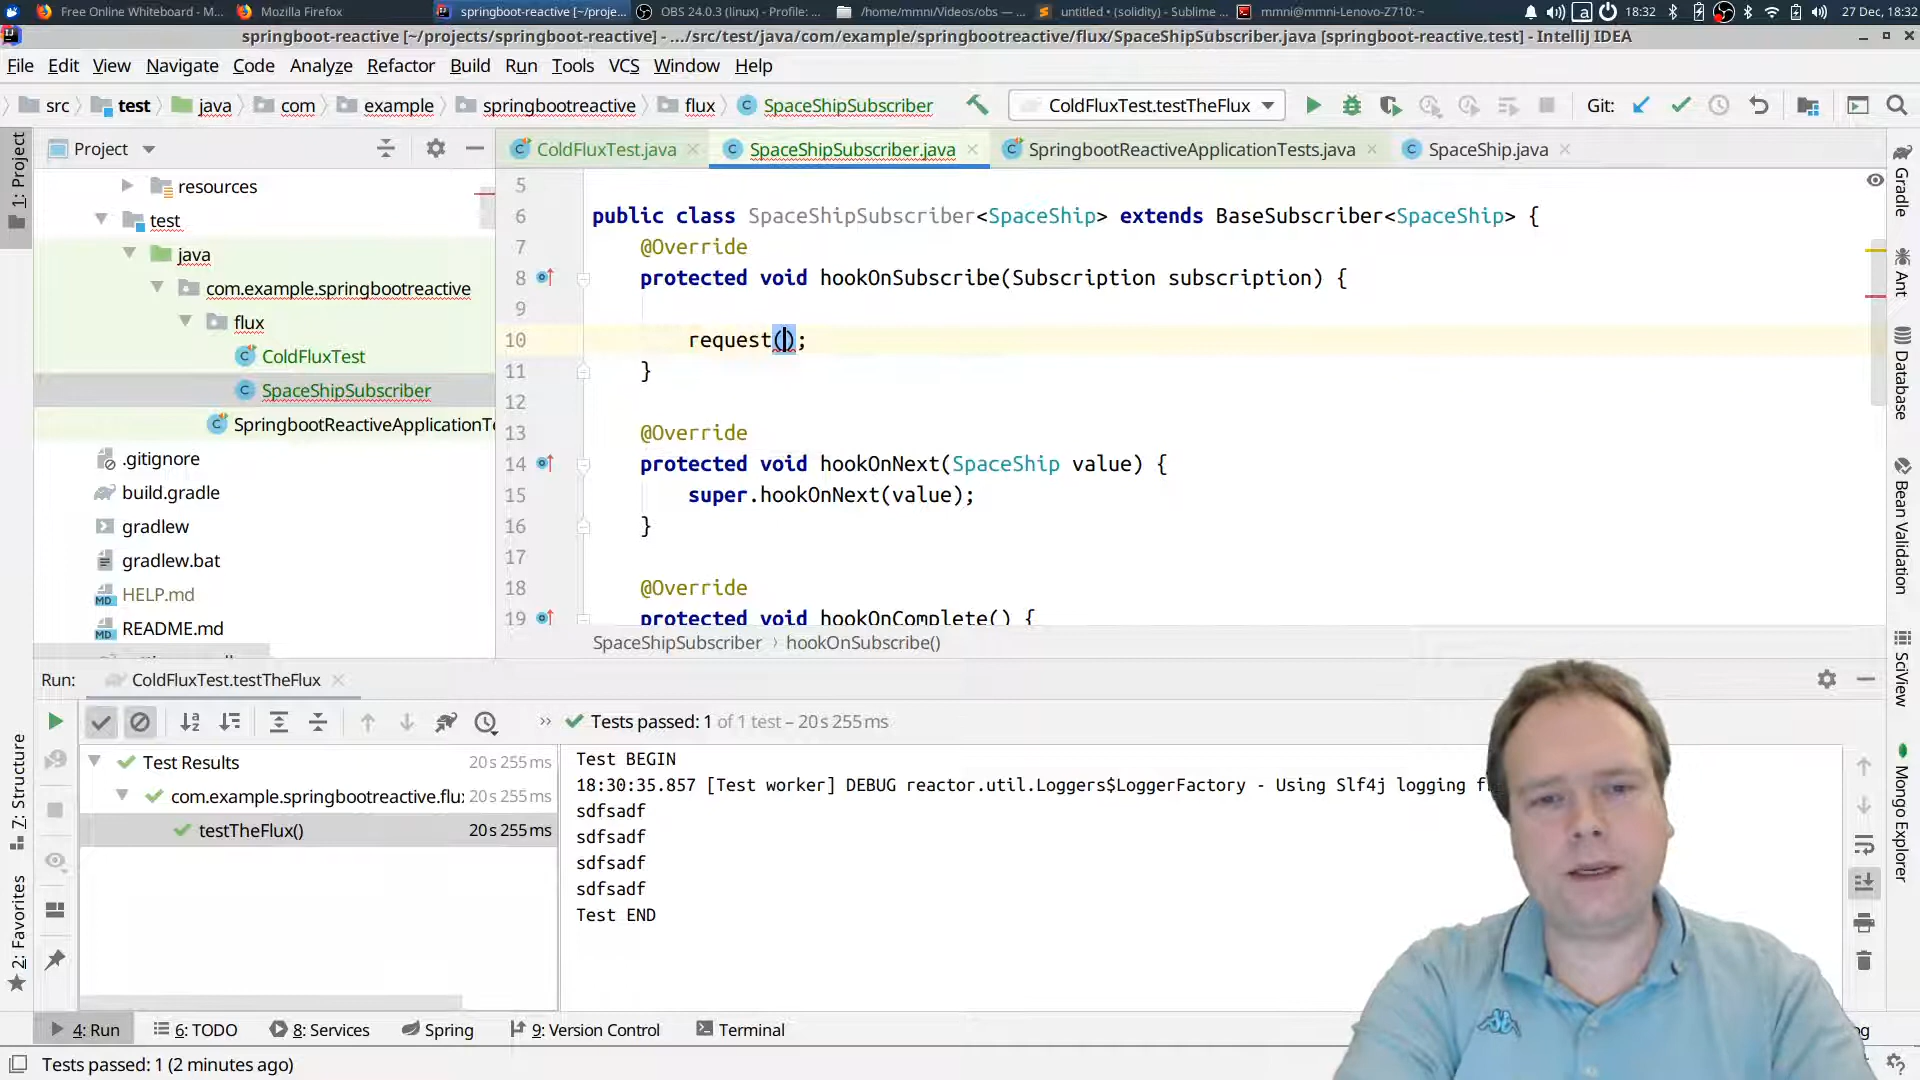 Free Online Whiteboard - M...
Mozilla Firefox
springboot-reactive [~/proje...
OBS 24.0.3 (linux) - Profile: ...
/home/mmni/Videos/obs — ...
untitled • (solidity) - Sublime ...
mmni@mmni-Lenovo-Z710: ~
a
18:32
27 Dec, 18:32
springboot-reactive [~/projects/springboot-reactive] - .../src/test/java/com/example/springbootreactive/flux/SpaceShipSubscriber.java [springboot-reactive.test] - IntelliJ IDEA
File Edit View Navigate Code Analyze Refactor Build Run Tools VCS Window Help
src test java com example springbootreactive flux SpaceShipSubscriber ColdFluxTest.testTheFlux Git:
Project
ColdFluxTest.java SpaceShipSubscriber.java SpringbootReactiveApplicationTests.java SpaceShip.java
resources
test
java
com.example.springbootreactive
flux
ColdFluxTest
SpaceShipSubscriber
SpringbootReactiveApplicationTe
.gitignore
build.gradle
gradlew
gradlew.bat
HELP.md
README.md
5
6 public class SpaceShipSubscriber<SpaceShip> extends BaseSubscriber<SpaceShip> {
7 @Override
8 protected void hookOnSubscribe(Subscription subscription) {
9
10 request();
11 }
12
13 @Override
14 protected void hookOnNext(SpaceShip value) {
15 super.hookOnNext(value);
16 }
17
18 @Override
19 protected void hookOnComplete() {
SpaceShipSubscriber › hookOnSubscribe()
1: Project
7: Structure
2: Favorites
Gradle
Ant
Database
Bean Validation
SciView
Mongo Explorer
Run: ColdFluxTest.testTheFlux
» Tests passed: 1 of 1 test – 20 s 255 ms
Test Results 20 s 255 ms
com.example.springbootreactive.flux 20 s 255 ms
testTheFlux() 20 s 255 ms
Test BEGIN
18:30:35.857 [Test worker] DEBUG reactor.util.Loggers$LoggerFactory - Using Slf4j logging
sdfsadf
sdfsadf
sdfsadf
sdfsadf
Test END
4: Run 6: TODO 8: Services Spring 9: Version Control Terminal
Tests passed: 1 (2 minutes ago)